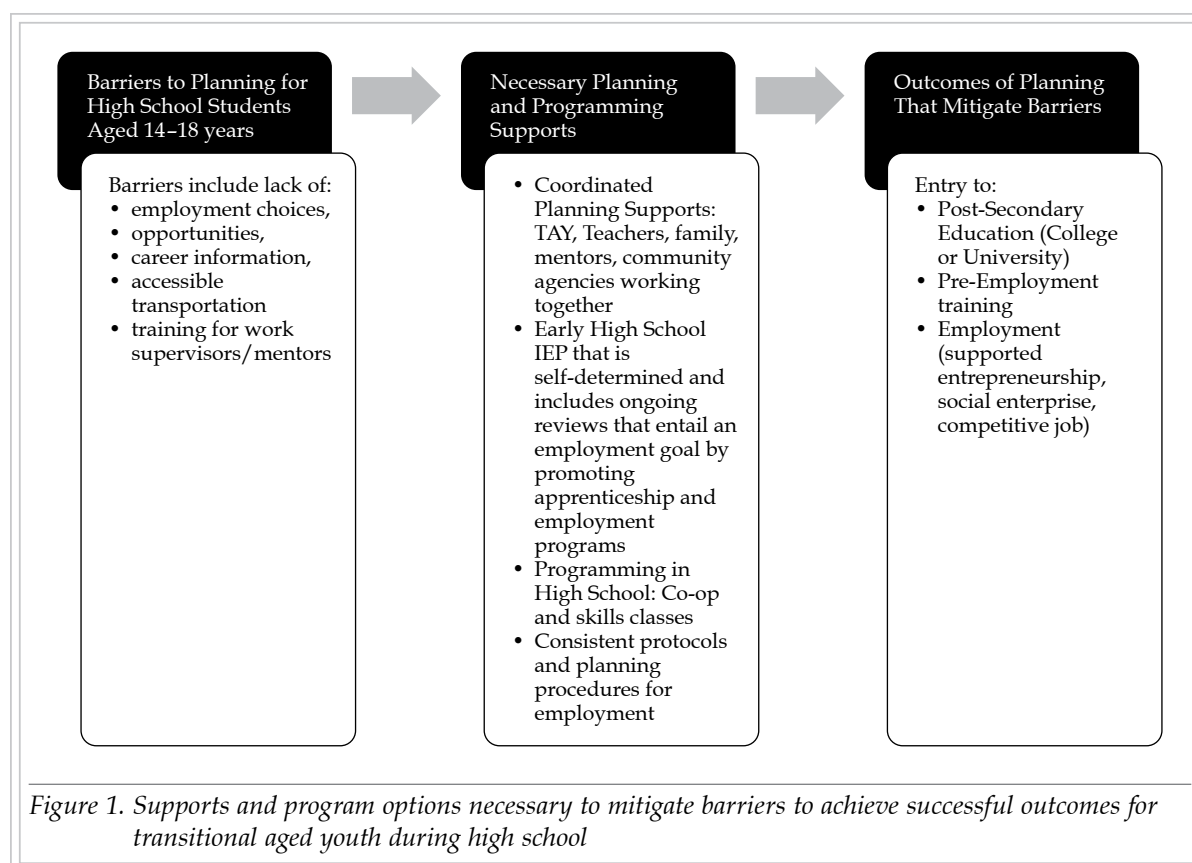 Barriers to Planning for
High School Students
Aged 14–18 years
Barriers include lack of:
• employment choices,
• opportunities,
• career information,
• accessible
transportation
• training for work
supervisors/mentors
Necessary Planning
and Programming
Supports
• Coordinated
Planning Supports:
TAY, Teachers, family,
mentors, community
agencies working
together
• Early High School
IEP that is
self-determined and
includes ongoing
reviews that entail an
employment goal by
promoting
apprenticeship and
employment
programs
• Programming in
High School: Co-op
and skills classes
• Consistent protocols
and planning
procedures for
employment
Outcomes of Planning
That Mitigate Barriers
Entry to:
• Post-Secondary
Education (College
or University)
• Pre-Employment
training
• Employment
(supported
entrepreneurship,
social enterprise,
competitive job)
Figure 1. Supports and program options necessary to mitigate barriers to achieve successful outcomes for
transitional aged youth during high school